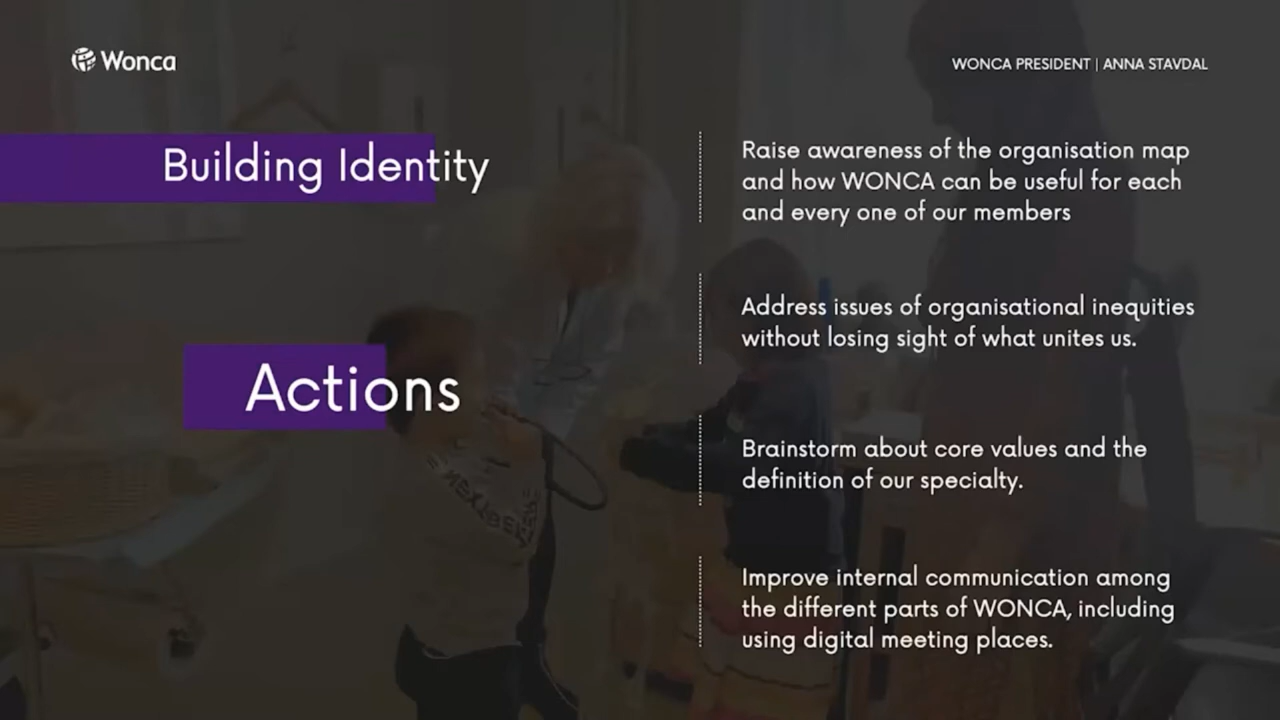 Wonca
WONCA PRESIDENT | ANNA STAVDAL
Building Identity
Actions
Raise awareness of the organisation map
and how WONCA can be useful for each
and every one of our members
Address issues of organisational inequities
without losing sight of what unites us.
Brainstorm about core values and the
definition of our specialty.
Improve internal communication among
the different parts of WONCA, including
using digital meeting places.